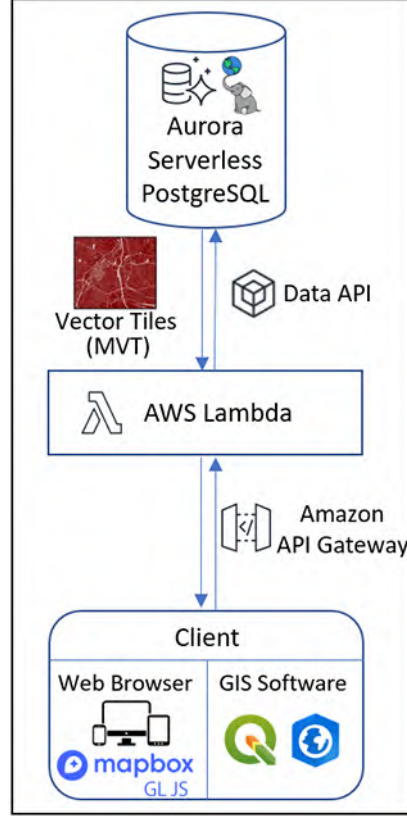 Aurora
Serverless
PostgreSQL
Vector Tiles
(MVT)
Data API
AWS Lambda
Amazon
API Gateway
Client
Web Browser
GIS Software
mapbox
GL JS